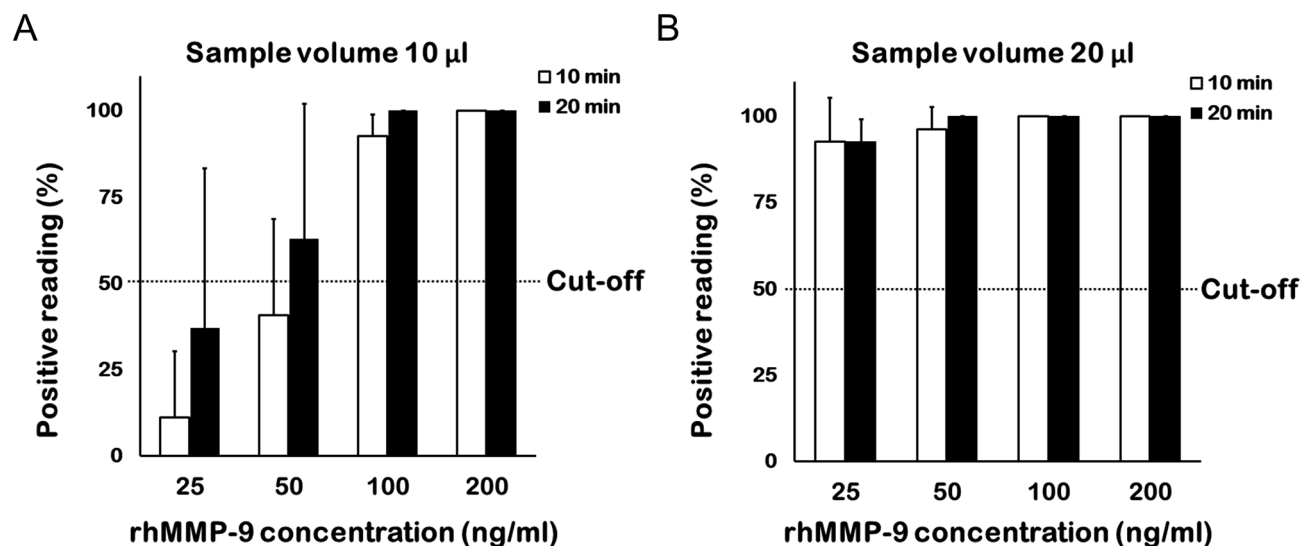 A
Sample volume 10 µl
10 min
20 min
Positive reading (%)
100
75
50
25
0
Cut-off
25 50 100 200
rhMMP-9 concentration (ng/ml)
B
Sample volume 20 µl
10 min
20 min
Positive reading (%)
100
75
50
25
0
Cut-off
25 50 100 200
rhMMP-9 concentration (ng/ml)